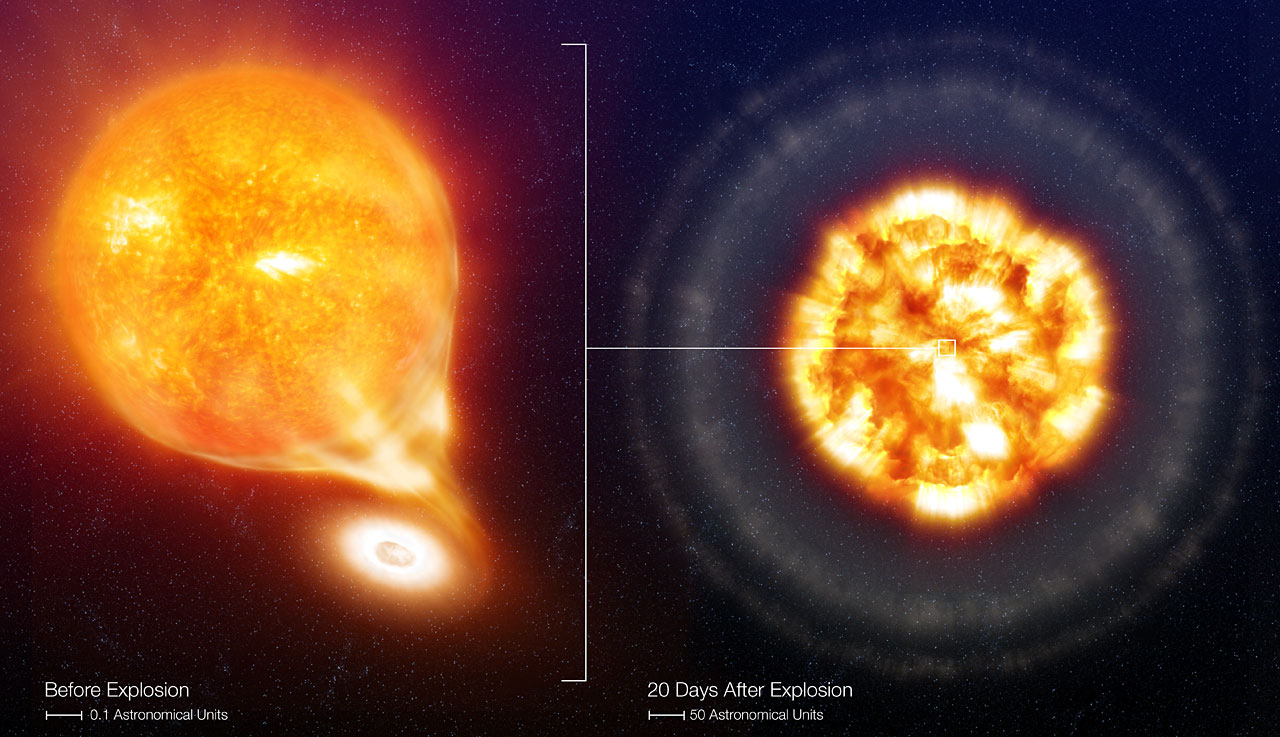 Before Explosion
0.1 Astronomical Units
20 Days After Explosion
50 Astronomical Units